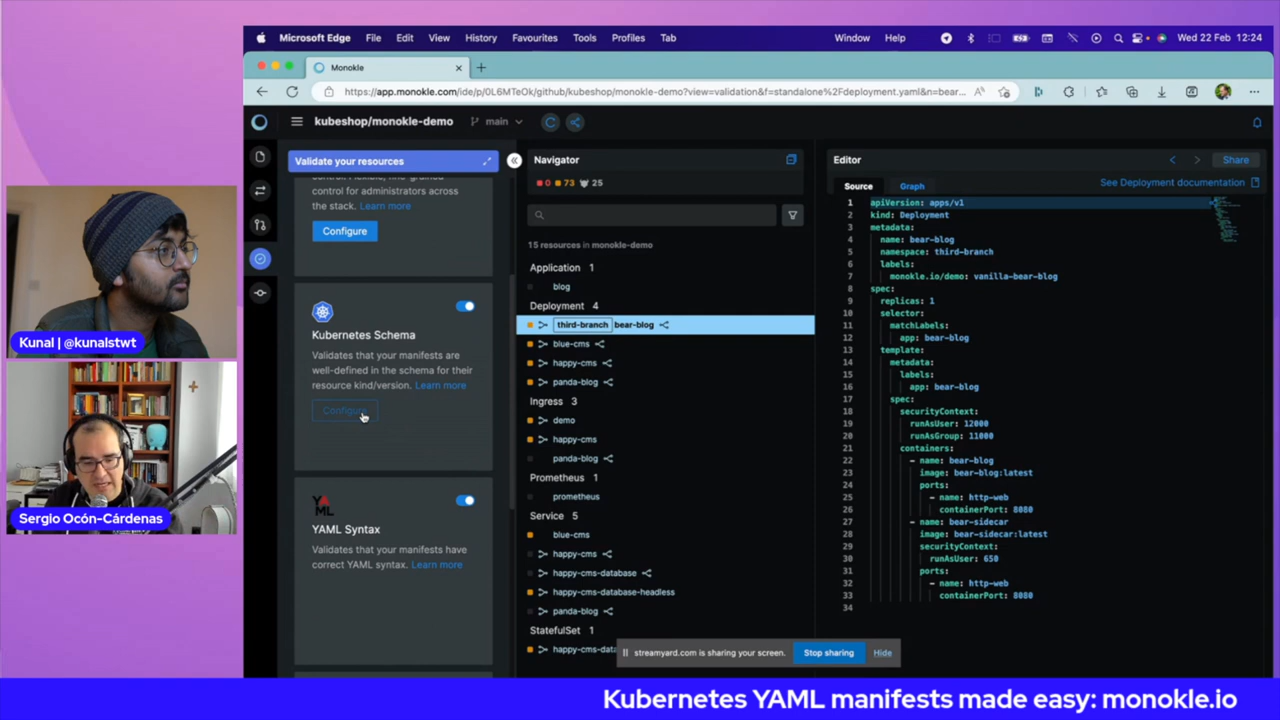 Microsoft Edge File Edit View History Favourites Tools Profiles Tab Window Help Wed 22 Feb 12:24
Monokle
https://app.monokle.com/ide/p/0L6MTeOk/github/kubeshop/monokle-demo?view=validation&f=standalone%2Fdeployment.yaml&n=bear...
kubeshop/monokle-demo main
Validate your resources
control. Flexible, fine-grained
control for administrators across
the stack. Learn more
Configure
Kubernetes Schema
Validates that your manifests are
well-defined in the schema for their
resource kind/version. Learn more
Configure
YAML
YAML Syntax
Validates that your manifests have
correct YAML syntax. Learn more
Navigator
0 73 25
15 resources in monokle-demo
Application 1
blog
Deployment 4
third-branch bear-blog
blue-cms
happy-cms
panda-blog
Ingress 3
demo
happy-cms
panda-blog
Prometheus 1
prometheus
Service 5
blue-cms
happy-cms
happy-cms-database
happy-cms-database-headless
panda-blog
StatefulSet 1
happy-cms-data
Editor Share
Source Graph See Deployment documentation
1 apiVersion: apps/v1
2 kind: Deployment
3 metadata:
4 name: bear-blog
5 namespace: third-branch
6 labels:
7 monokle.io/demo: vanilla-bear-blog
8 spec:
9 replicas: 1
10 selector:
11 matchLabels:
12 app: bear-blog
13 template:
14 metadata:
15 labels:
16 app: bear-blog
17 spec:
18 securityContext:
19 runAsUser: 12000
20 runAsGroup: 11000
21 containers:
22 - name: bear-blog
23 image: bear-blog:latest
24 ports:
25 - name: http-web
26 containerPort: 8080
27 - name: bear-sidecar
28 image: bear-sidecar:latest
29 securityContext:
30 runAsUser: 650
31 ports:
32 - name: http-web
33 containerPort: 8080
34
streamyard.com is sharing your screen. Stop sharing Hide
Kunal | @kunalstwt
Sergio Ocón-Cárdenas
Kubernetes YAML manifests made easy: monokle.io